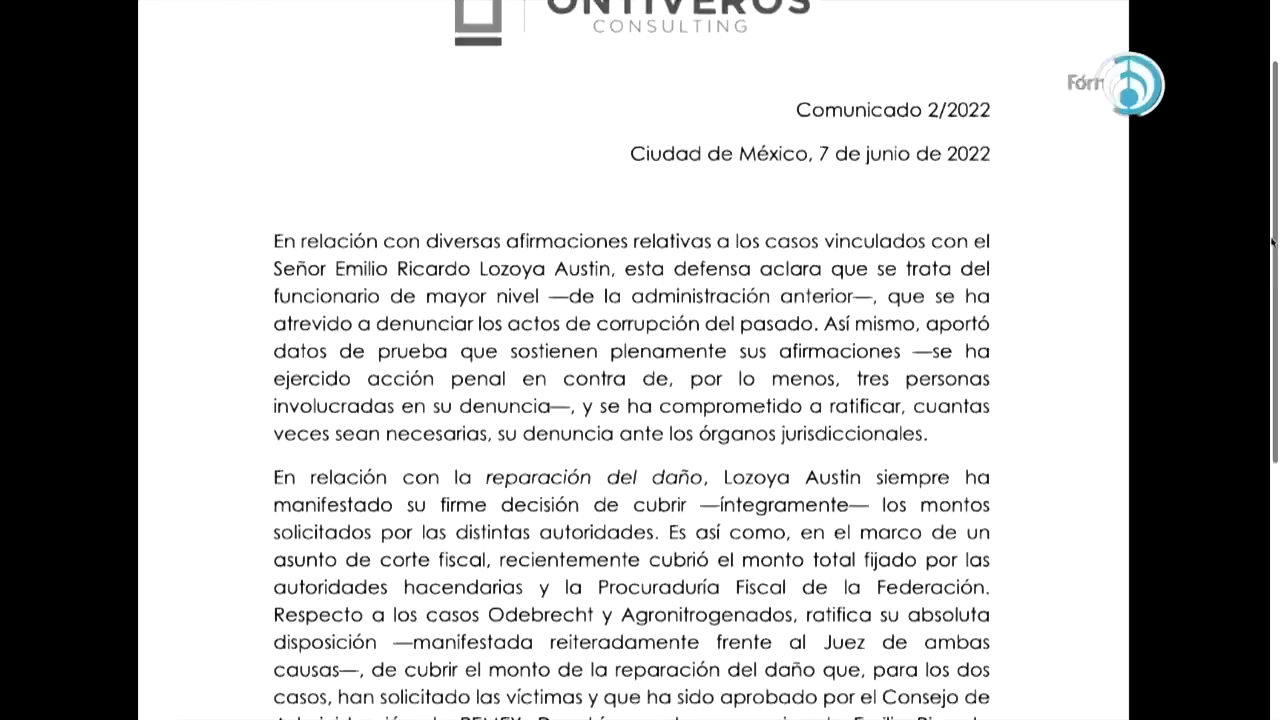 ONTIVEROS
CONSULTING
Fórr
Comunicado 2/2022
Ciudad de México, 7 de junio de 2022
En relación con diversas afirmaciones relativas a los casos vinculados con el
Señor Emilio Ricardo Lozoya Austin, esta defensa aclara que se trata del
funcionario de mayor nivel —de la administración anterior—, que se ha
atrevido a denunciar los actos de corrupción del pasado. Así mismo, aportó
datos de prueba que sostienen plenamente sus afirmaciones —se ha
ejercido acción penal en contra de, por lo menos, tres personas
involucradas en su denuncia—, y se ha comprometido a ratificar, cuantas
veces sean necesarias, su denuncia ante los órganos jurisdiccionales.
En relación con la reparación del daño, Lozoya Austin siempre ha
manifestado su firme decisión de cubrir —íntegramente— los montos
solicitados por las distintas autoridades. Es así como, en el marco de un
asunto de corte fiscal, recientemente cubrió el monto total fijado por las
autoridades hacendarias y la Procuraduría Fiscal de la Federación.
Respecto a los casos Odebrecht y Agronitrogenados, ratifica su absoluta
disposición —manifestada reiteradamente frente al Juez de ambas
causas—, de cubrir el monto de la reparación del daño que, para los dos
casos, han solicitado las víctimas y que ha sido aprobado por el Consejo de